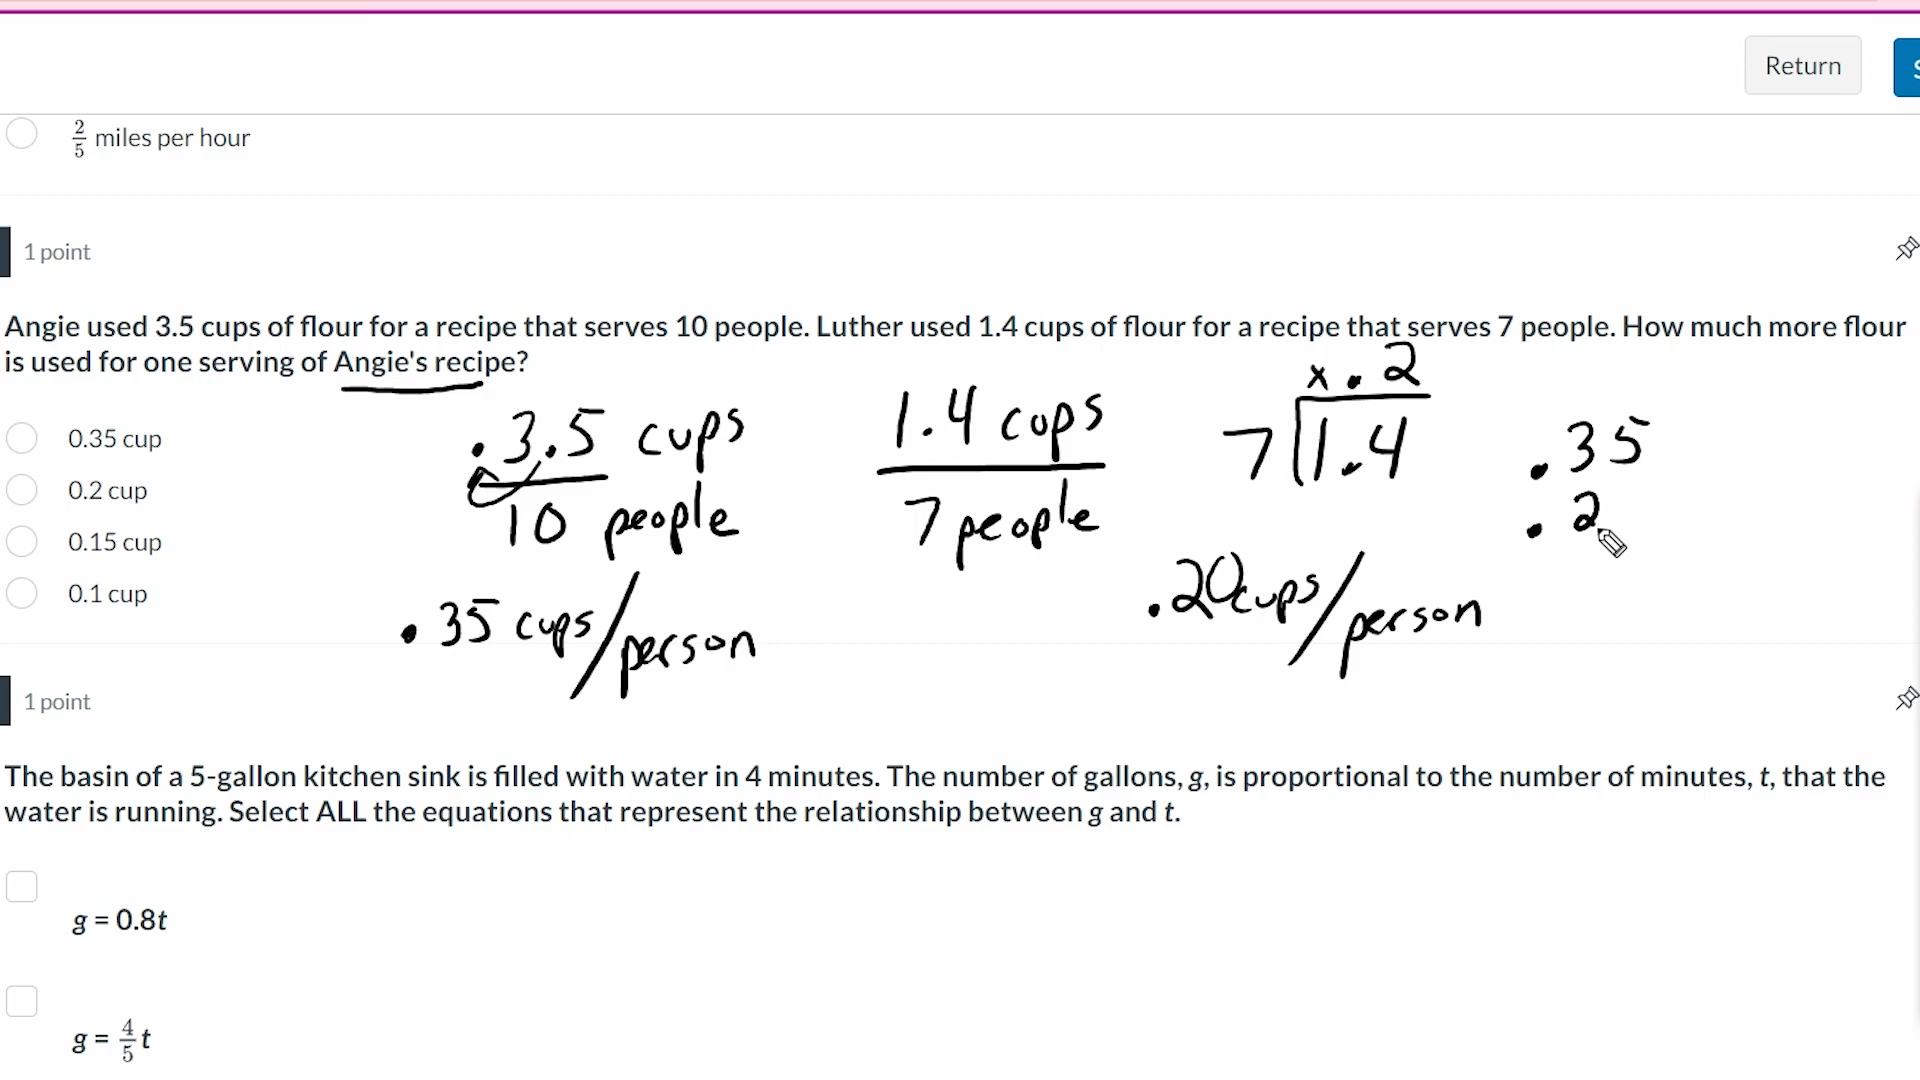 Return
S
2/5 miles per hour
1 point
Angie used 3.5 cups of flour for a recipe that serves 10 people. Luther used 1.4 cups of flour for a recipe that serves 7 people. How much more flour
is used for one serving of Angie's recipe?
0.35 cup
0.2 cup
0.15 cup
0.1 cup
.3.5 cups
10 people
.35 cups/person
1.4 cups
7 people
x.2
7 1.4
.20cups/person
.35
.2
1 point
The basin of a 5-gallon kitchen sink is filled with water in 4 minutes. The number of gallons, g, is proportional to the number of minutes, t, that the
water is running. Select ALL the equations that represent the relationship between g and t.
g = 0.8t
g = 4/5 t